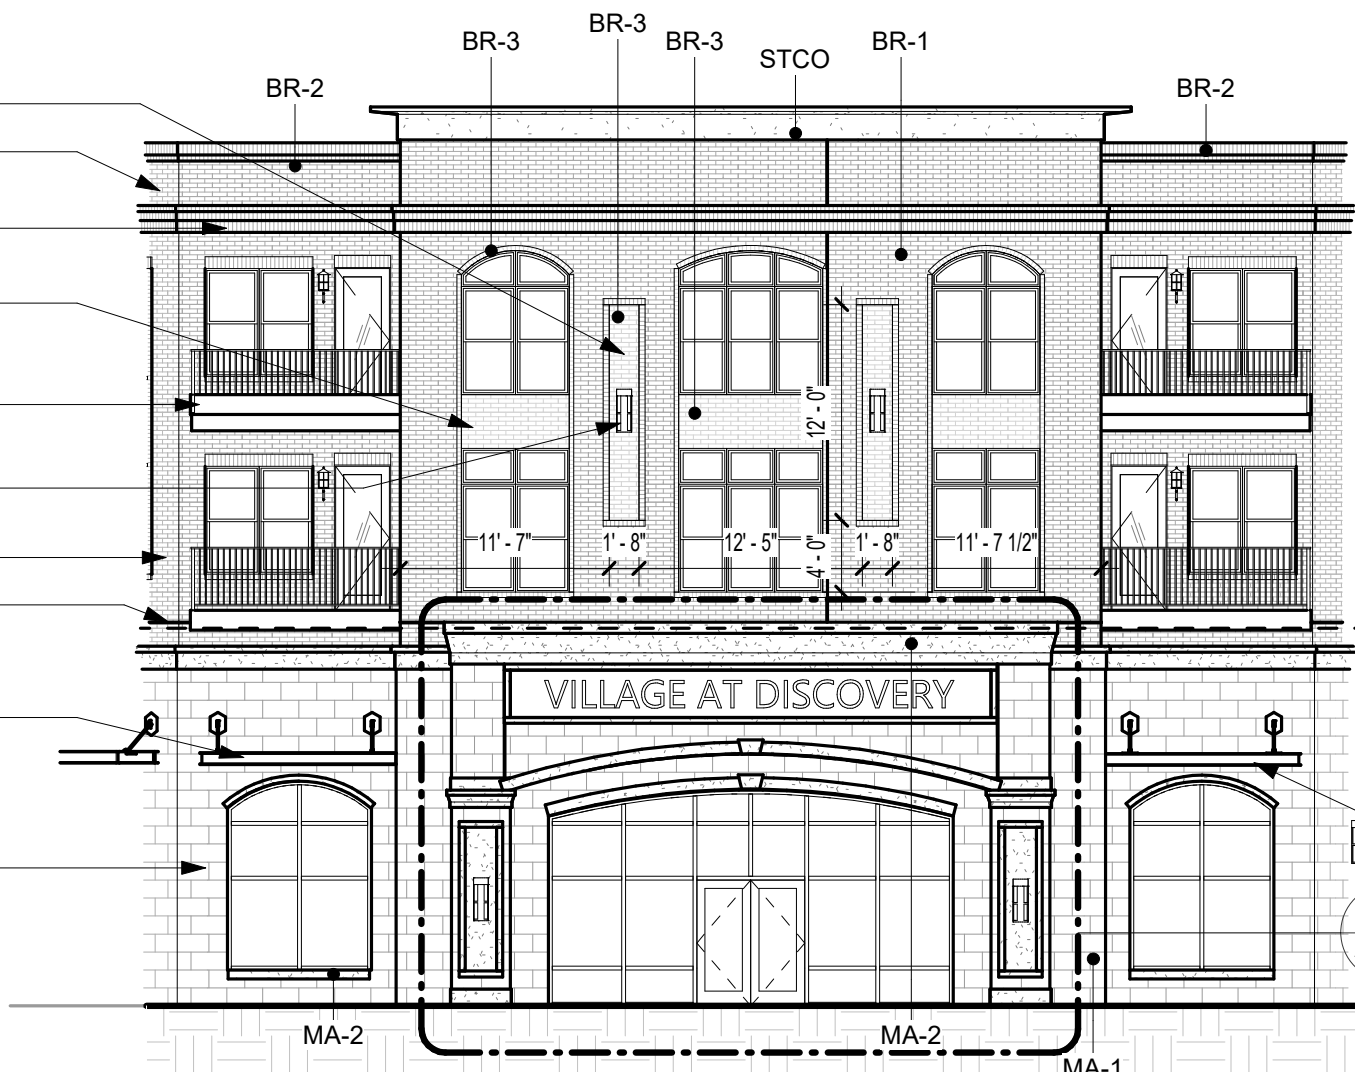 BR-3
BR-3
BR-3
BR-1
STCO
BR-2
BR-2
12' - 0"
11' - 7"
1' - 8"
12' - 5"
4' - 0"
1' - 8"
11' - 7 1/2"
VILLAGE AT DISCOVERY
MA-2
MA-2
MA-1